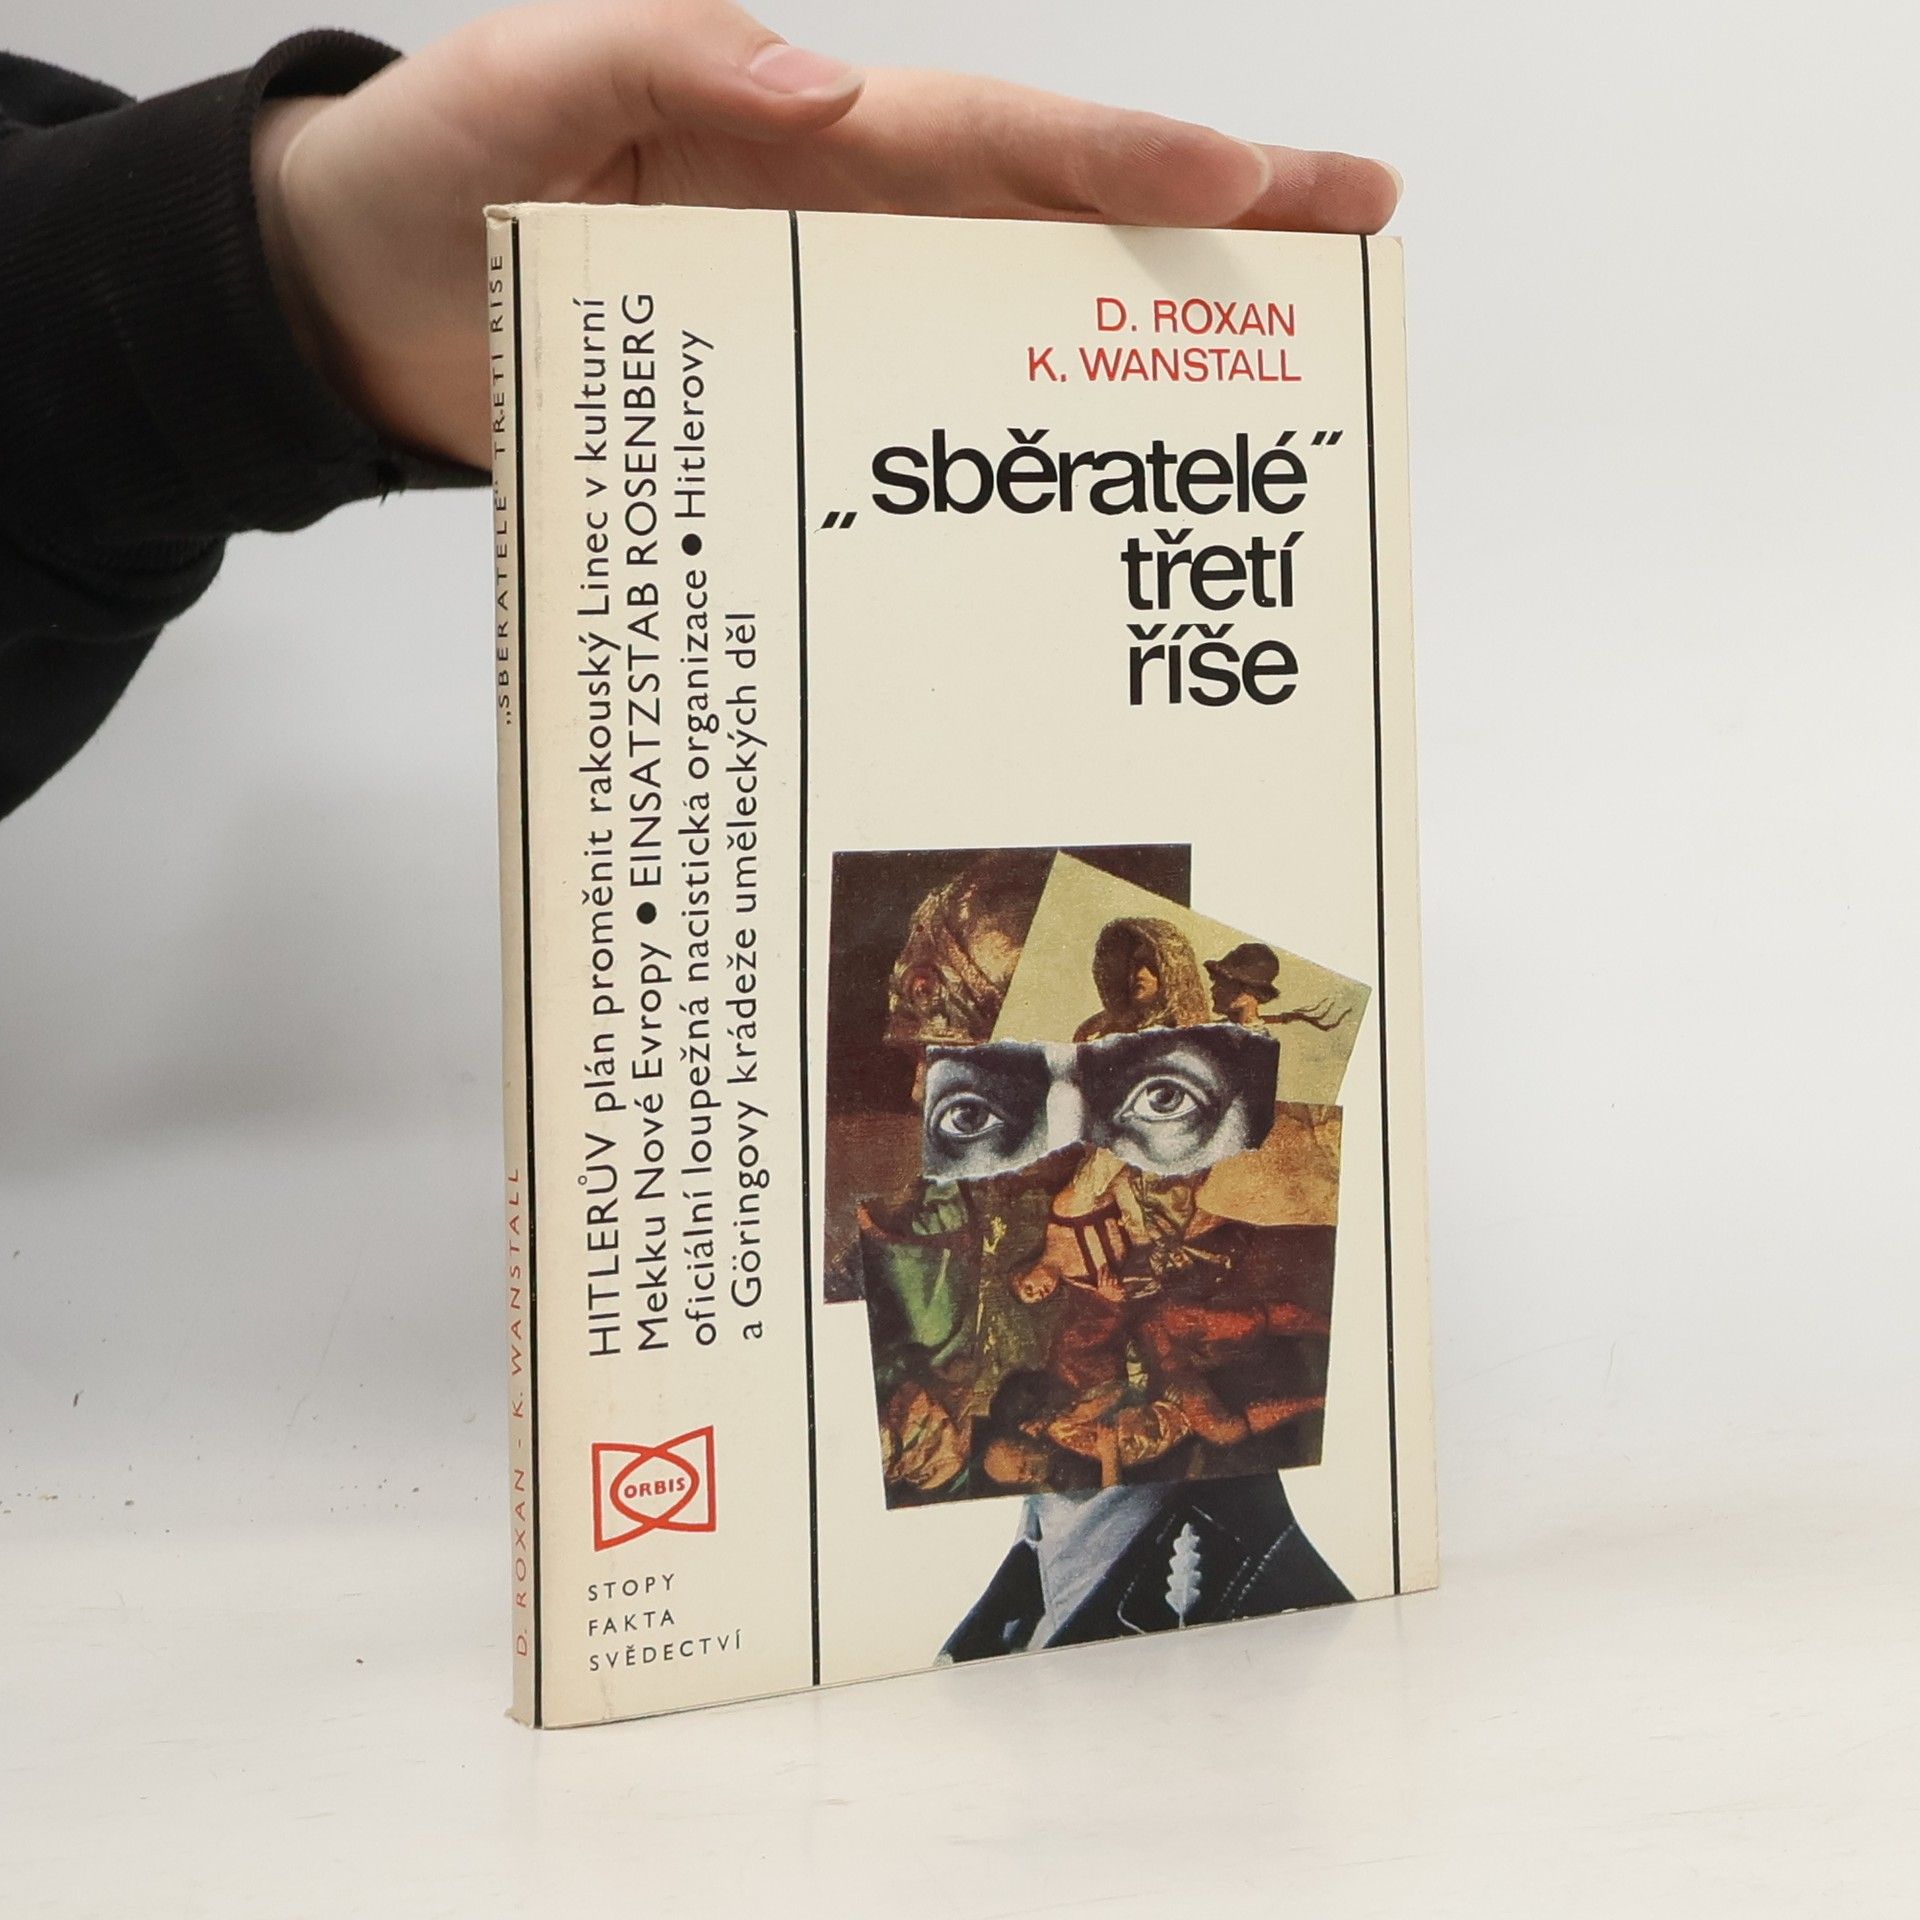 D. ROXAN
K. WANSTALL
„sběratelé"
třetí
říše
HITLERŮV plán proměnit rakouský Linec v kulturní
Mekku Nové Evropy ● EINSATZSTAB ROSENBERG
oficiální loupežná nacistická organizace ● Hitlerovy
a Göringovy krádeže uměleckých děl
ORBIS
STOPY
FAKTA
SVĚDECTVÍ
D. ROXAN - K. WANSTALL
„SBĚRATELÉ" TŘETÍ ŘÍŠE